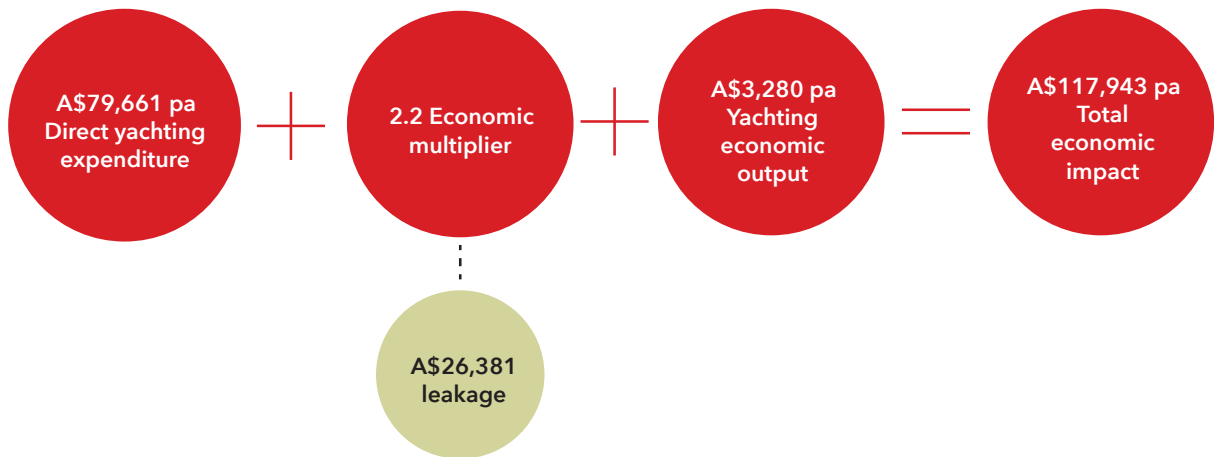 A$79,661 pa
Direct yachting
expenditure
2.2 Economic
multiplier
A$3,280 pa
Yachting
economic
output
A$117,943 pa
Total
economic
impact
A$26,381
leakage